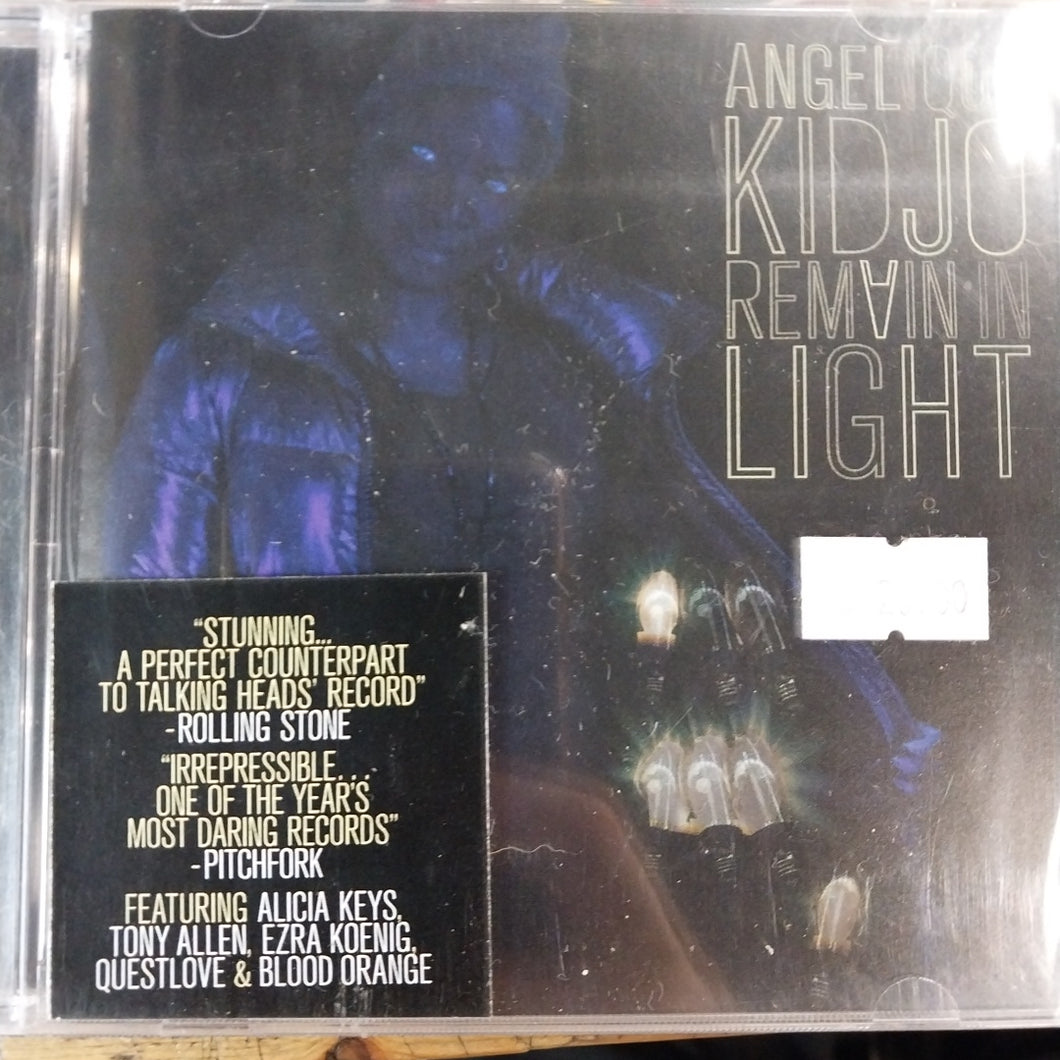 ANGELIQUE
KIDJO
REMAIN IN
LIGHT
"STUNNING...
A PERFECT COUNTERPART
TO TALKING HEADS' RECORD"
-ROLLING STONE
"IRREPRESSIBLE...
ONE OF THE YEAR'S
MOST DARING RECORDS"
-PITCHFORK
FEATURING ALICIA KEYS,
TONY ALLEN, EZRA KOENIG,
QUESTLOVE & BLOOD ORANGE